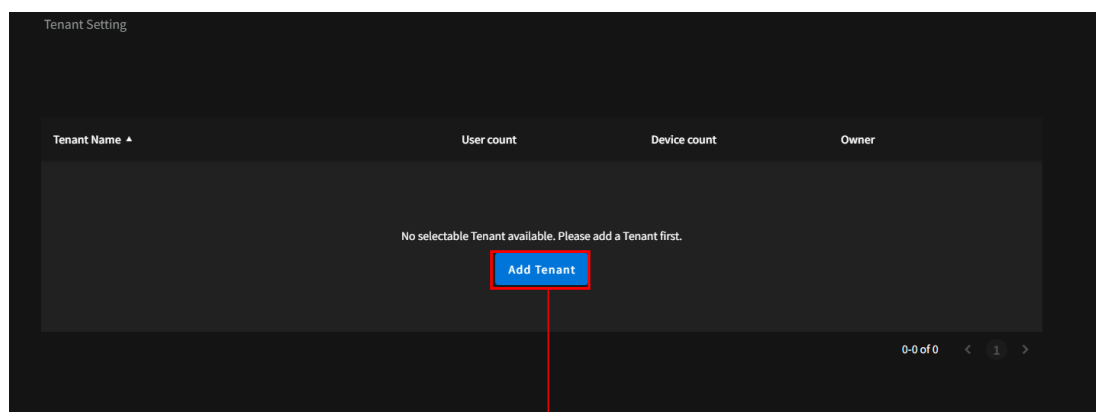 Tenant Setting
Tenant Name ▲ User count Device count Owner
No selectable Tenant available. Please add a Tenant first.
Add Tenant
0-0 of 0 < 1 >